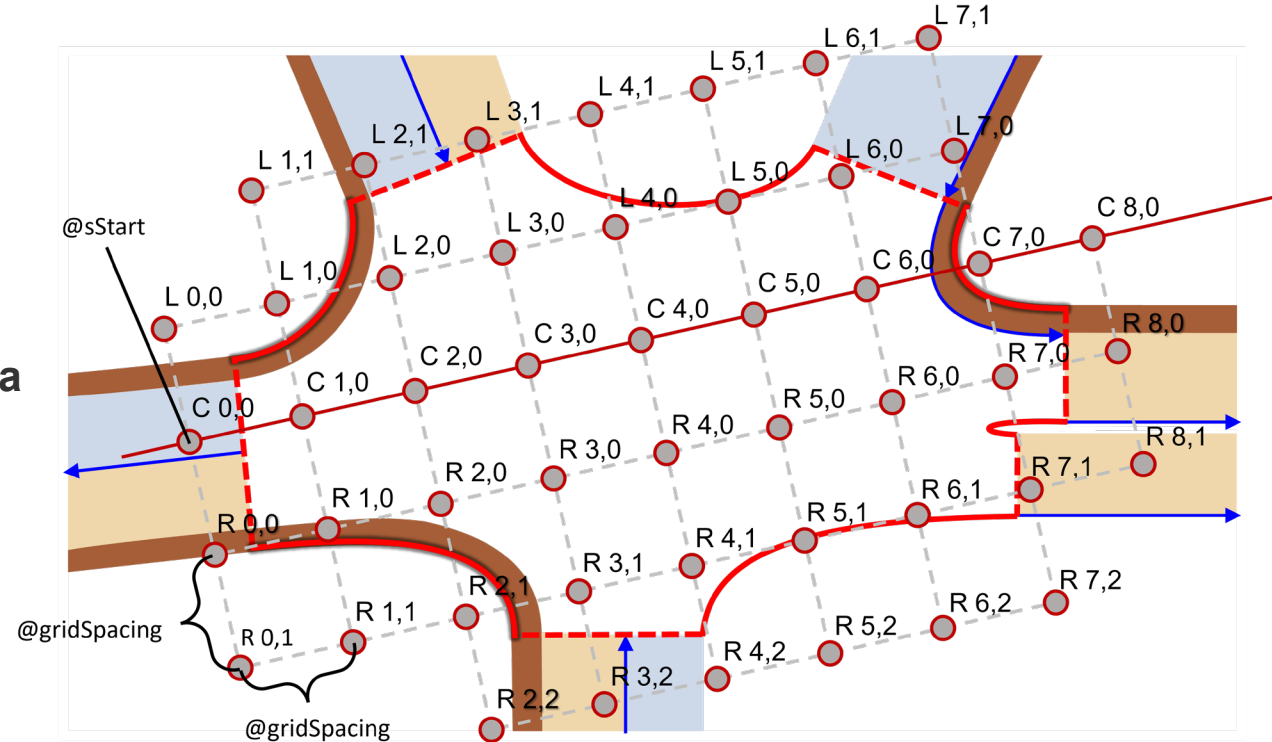 L 7,1
L 6,1
L 5,1
L 4,1
L 3,1
L 2,1
L 7,0
L 1,1
L 6,0
L 5,0
L 4,0
C 8,0
@sStart
L 3,0
C 7,0
L 2,0
C 6,0
L 1,0
C 5,0
L 0,0
C 4,0
R 8,0
C 3,0
R 7,0
C 2,0
a
R 6,0
C 1,0
R 5,0
C 0,0
R 4,0
R 8,1
R 3,0
R 7,1
R 2,0
R 6,1
R 1,0
R 5,1
R 0,0
R 4,1
R 3,1
R 7,2
R 2,1
R 6,2
R 1,1
R 5,2
@gridSpacing
R 0,1
R 4,2
R 3,2
R 2,2
@gridSpacing